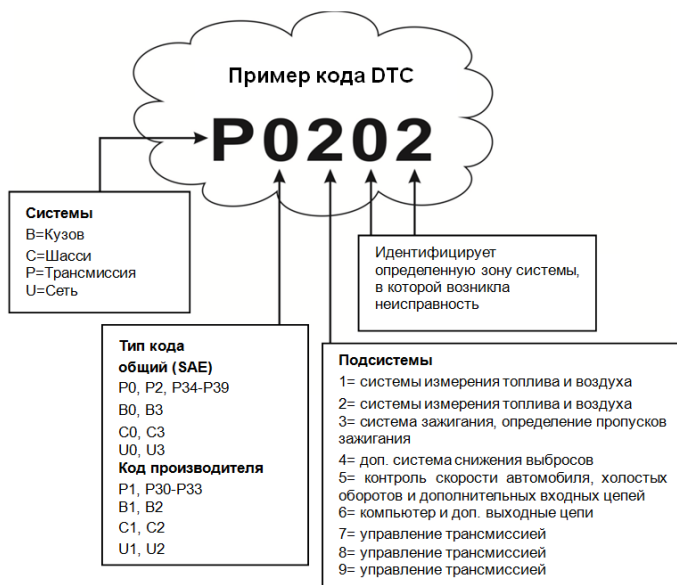 Пример кода DTC
P0202
Системы
B=Кузов
C=Шасси
P=Трансмиссия
U=Сеть
Идентифицирует
определенную зону системы,
в которой возникла
неисправность
Тип кода
общий (SAE)
P0, P2, P34-P39
B0, B3
C0, C3
U0, U3
Код производителя
P1, P30-P33
B1, B2
C1, C2
U1, U2
Подсистемы
1= системы измерения топлива и воздуха
2= системы измерения топлива и воздуха
3= система зажигания, определение пропусков
зажигания
4= доп. система снижения выбросов
5= контроль скорости автомобиля, холостых
оборотов и дополнительных входных цепей
6= компьютер и доп. выходные цепи
7= управление трансмиссией
8= управление трансмиссией
9= управление трансмиссией